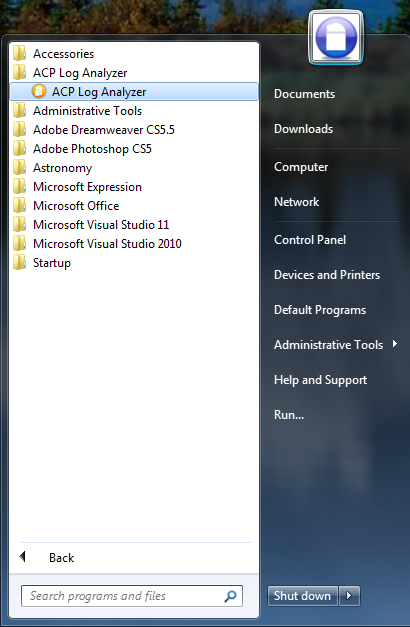 Accessories
ACP Log Analyzer
ACP Log Analyzer
Administrative Tools
Adobe Dreamweaver CS5.5
Adobe Photoshop CS5
Astronomy
Microsoft Expression
Microsoft Office
Microsoft Visual Studio 11
Microsoft Visual Studio 2010
Startup
Back
Search programs and files
Documents
Downloads
Computer
Network
Control Panel
Devices and Printers
Default Programs
Administrative Tools
Help and Support
Run...
Shut down